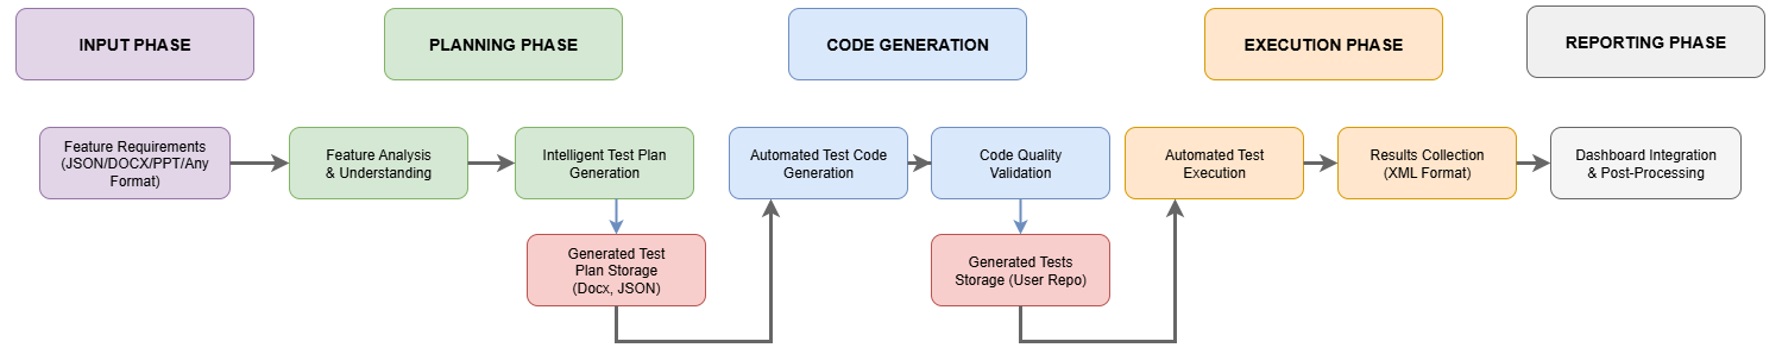 INPUT PHASE
PLANNING PHASE
CODE GENERATION
EXECUTION PHASE
REPORTING PHASE
Feature Requirements
(JSON/DOCX/PPT/Any
Format)
Feature Analysis
& Understanding
Intelligent Test Plan
Generation
Automated Test Code
Generation
Code Quality
Validation
Automated Test
Execution
Results Collection
(XML Format)
Dashboard Integration
& Post-Processing
Generated Test
Plan Storage
(Docx, JSON)
Generated Tests
Storage (User Repo)